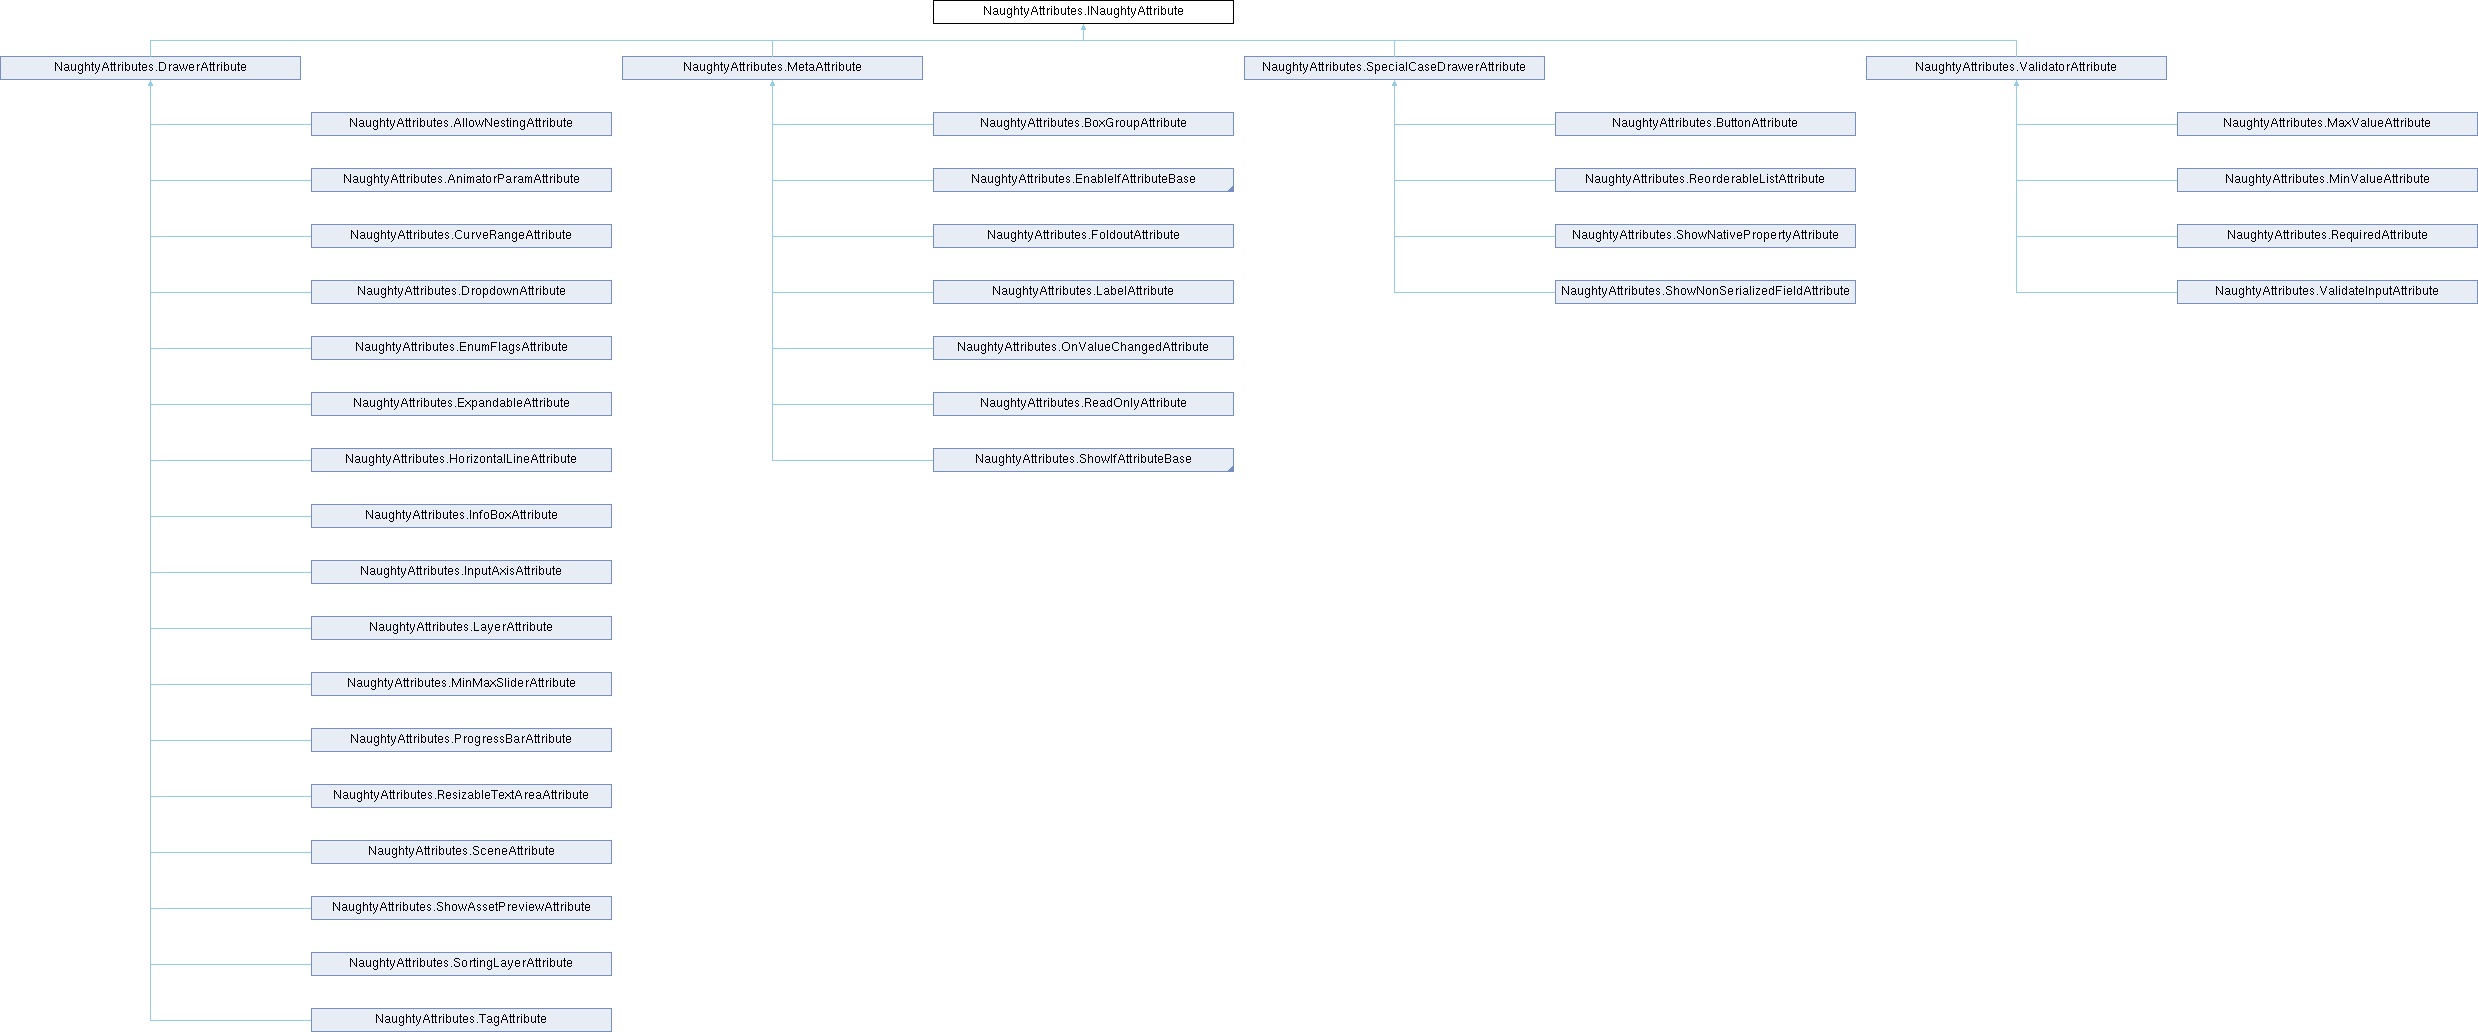 NaughtyAttributes.INaughtyAttribute
NaughtyAttributes.DrawerAttribute
NaughtyAttributes.MetaAttribute
NaughtyAttributes.SpecialCaseDrawerAttribute
NaughtyAttributes.ValidatorAttribute
NaughtyAttributes.AllowNestingAttribute
NaughtyAttributes.BoxGroupAttribute
NaughtyAttributes.ButtonAttribute
NaughtyAttributes.MaxValueAttribute
NaughtyAttributes.AnimatorParamAttribute
NaughtyAttributes.EnableIfAttributeBase
NaughtyAttributes.ReorderableListAttribute
NaughtyAttributes.MinValueAttribute
NaughtyAttributes.CurveRangeAttribute
NaughtyAttributes.FoldoutAttribute
NaughtyAttributes.ShowNativePropertyAttribute
NaughtyAttributes.RequiredAttribute
NaughtyAttributes.DropdownAttribute
NaughtyAttributes.LabelAttribute
NaughtyAttributes.ShowNonSerializedFieldAttribute
NaughtyAttributes.ValidateInputAttribute
NaughtyAttributes.EnumFlagsAttribute
NaughtyAttributes.OnValueChangedAttribute
NaughtyAttributes.ExpandableAttribute
NaughtyAttributes.ReadOnlyAttribute
NaughtyAttributes.HorizontalLineAttribute
NaughtyAttributes.ShowIfAttributeBase
NaughtyAttributes.InfoBoxAttribute
NaughtyAttributes.InputAxisAttribute
NaughtyAttributes.LayerAttribute
NaughtyAttributes.MinMaxSliderAttribute
NaughtyAttributes.ProgressBarAttribute
NaughtyAttributes.ResizableTextAreaAttribute
NaughtyAttributes.SceneAttribute
NaughtyAttributes.ShowAssetPreviewAttribute
NaughtyAttributes.SortingLayerAttribute
NaughtyAttributes.TagAttribute